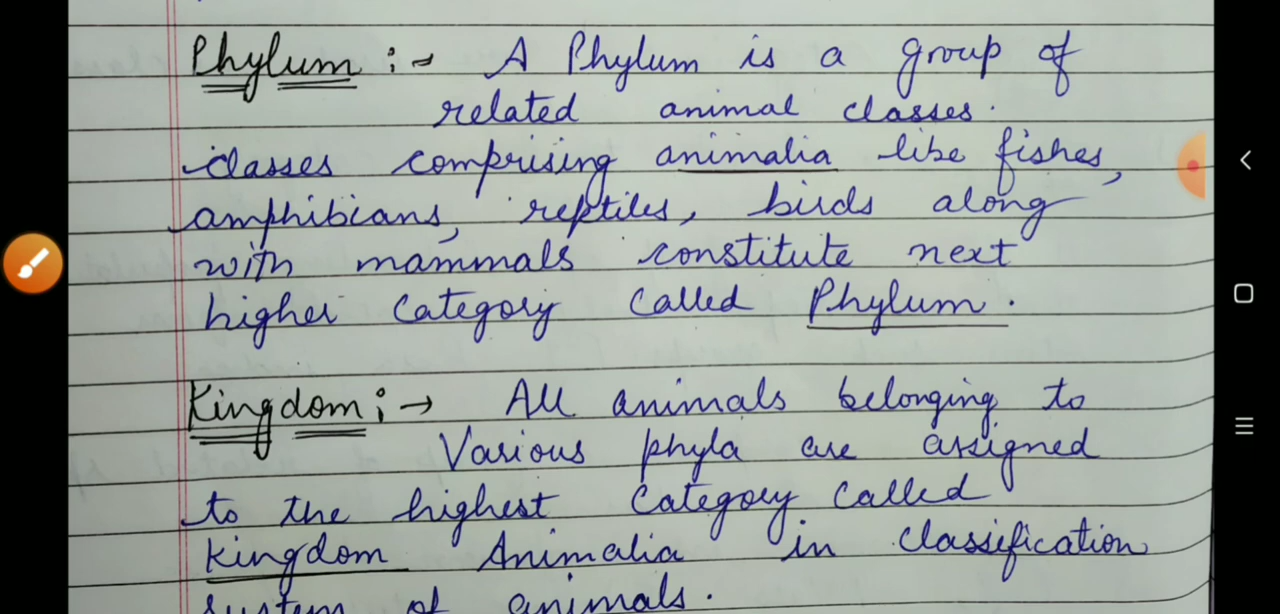 Phylum :- A Phylum is a group of
related animal classes.
classes comprising animalia like fishes,
amphibians, reptiles, birds along
with mammals constitute next
higher category called Phylum.
Kingdom :→ All animals belonging to
Various phyla are assigned
to the highest category called
Kingdom Animalia in classification
system of animals.